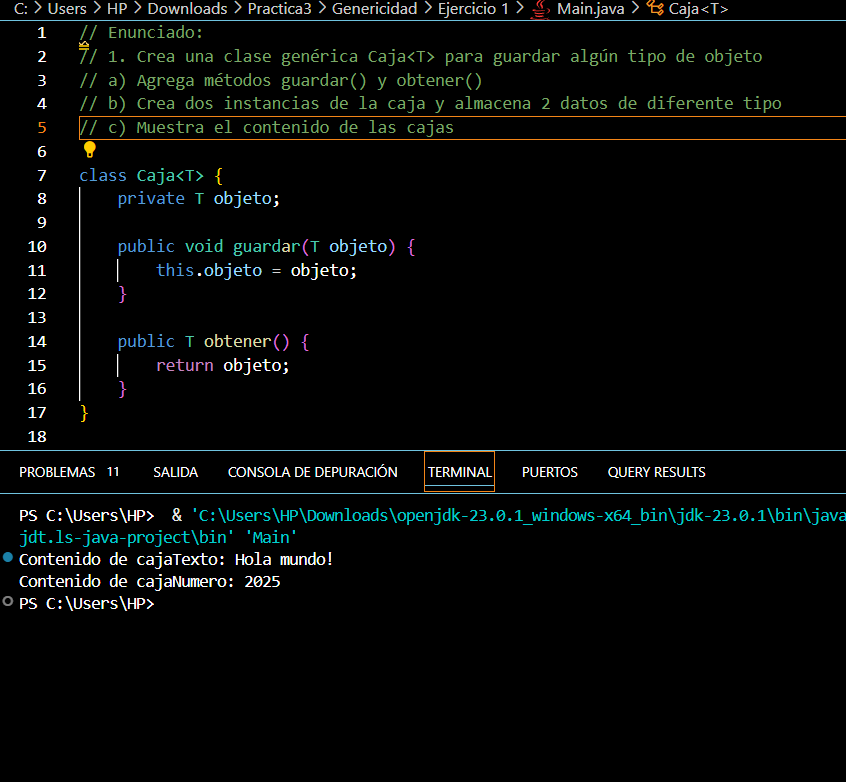 C: > Users > HP > Downloads > Practica3 > Genericidad > Ejercicio 1 > Main.java > Caja<T>
1 // Enunciado:
2 // 1. Crea una clase genérica Caja<T> para guardar algún tipo de objeto
3 // a) Agrega métodos guardar() y obtener()
4 // b) Crea dos instancias de la caja y almacena 2 datos de diferente tipo
5 // c) Muestra el contenido de las cajas
6
7 class Caja<T> {
8     private T objeto;
9
10     public void guardar(T objeto) {
11         this.objeto = objeto;
12     }
13
14     public T obtener() {
15         return objeto;
16     }
17 }
18
PROBLEMAS 11 SALIDA CONSOLA DE DEPURACIÓN TERMINAL PUERTOS QUERY RESULTS
PS C:\Users\HP>  & 'C:\Users\HP\Downloads\openjdk-23.0.1_windows-x64_bin\jdk-23.0.1\bin\java
jdt.ls-java-project\bin' 'Main'
Contenido de cajaTexto: Hola mundo!
Contenido de cajaNumero: 2025
PS C:\Users\HP>